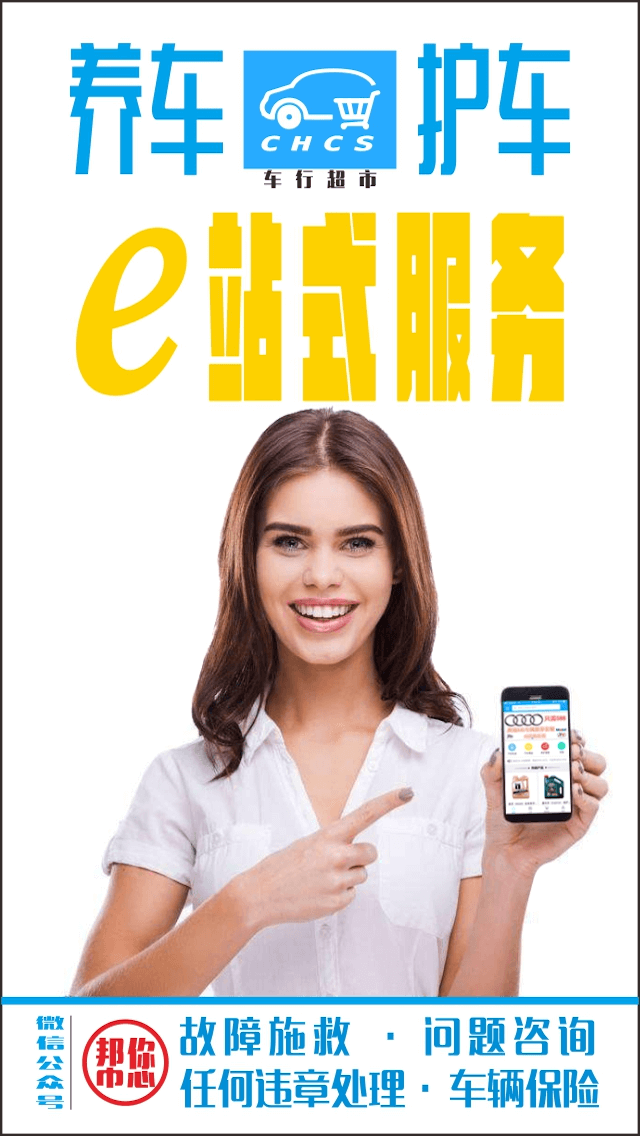 养车 护车
CHCS
车行超市
e站式服务
微信公众号
你心
邦巾
故障施救 · 问题咨询
任何违章处理 · 车辆保险